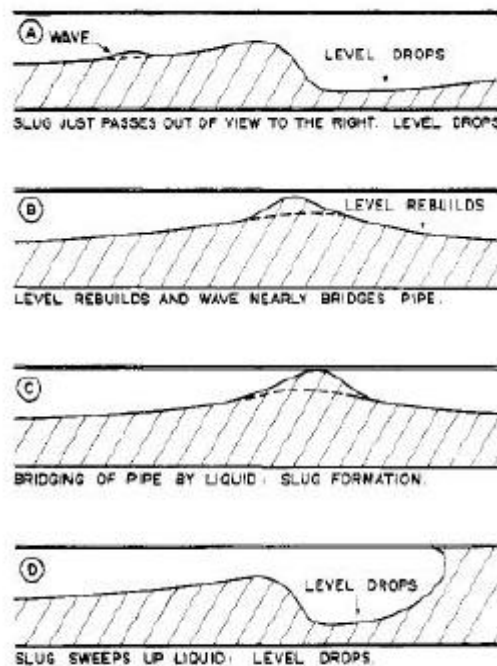 A
WAVE
LEVEL DROPS
SLUG JUST PASSES OUT OF VIEW TO THE RIGHT. LEVEL DROPS
B
LEVEL REBUILDS
LEVEL REBUILDS AND WAVE NEARLY BRIDGES PIPE.
C
BRIDGING OF PIPE BY LIQUID: SLUG FORMATION.
D
LEVEL DROPS
SLUG SWEEPS UP LIQUID: LEVEL DROPS.